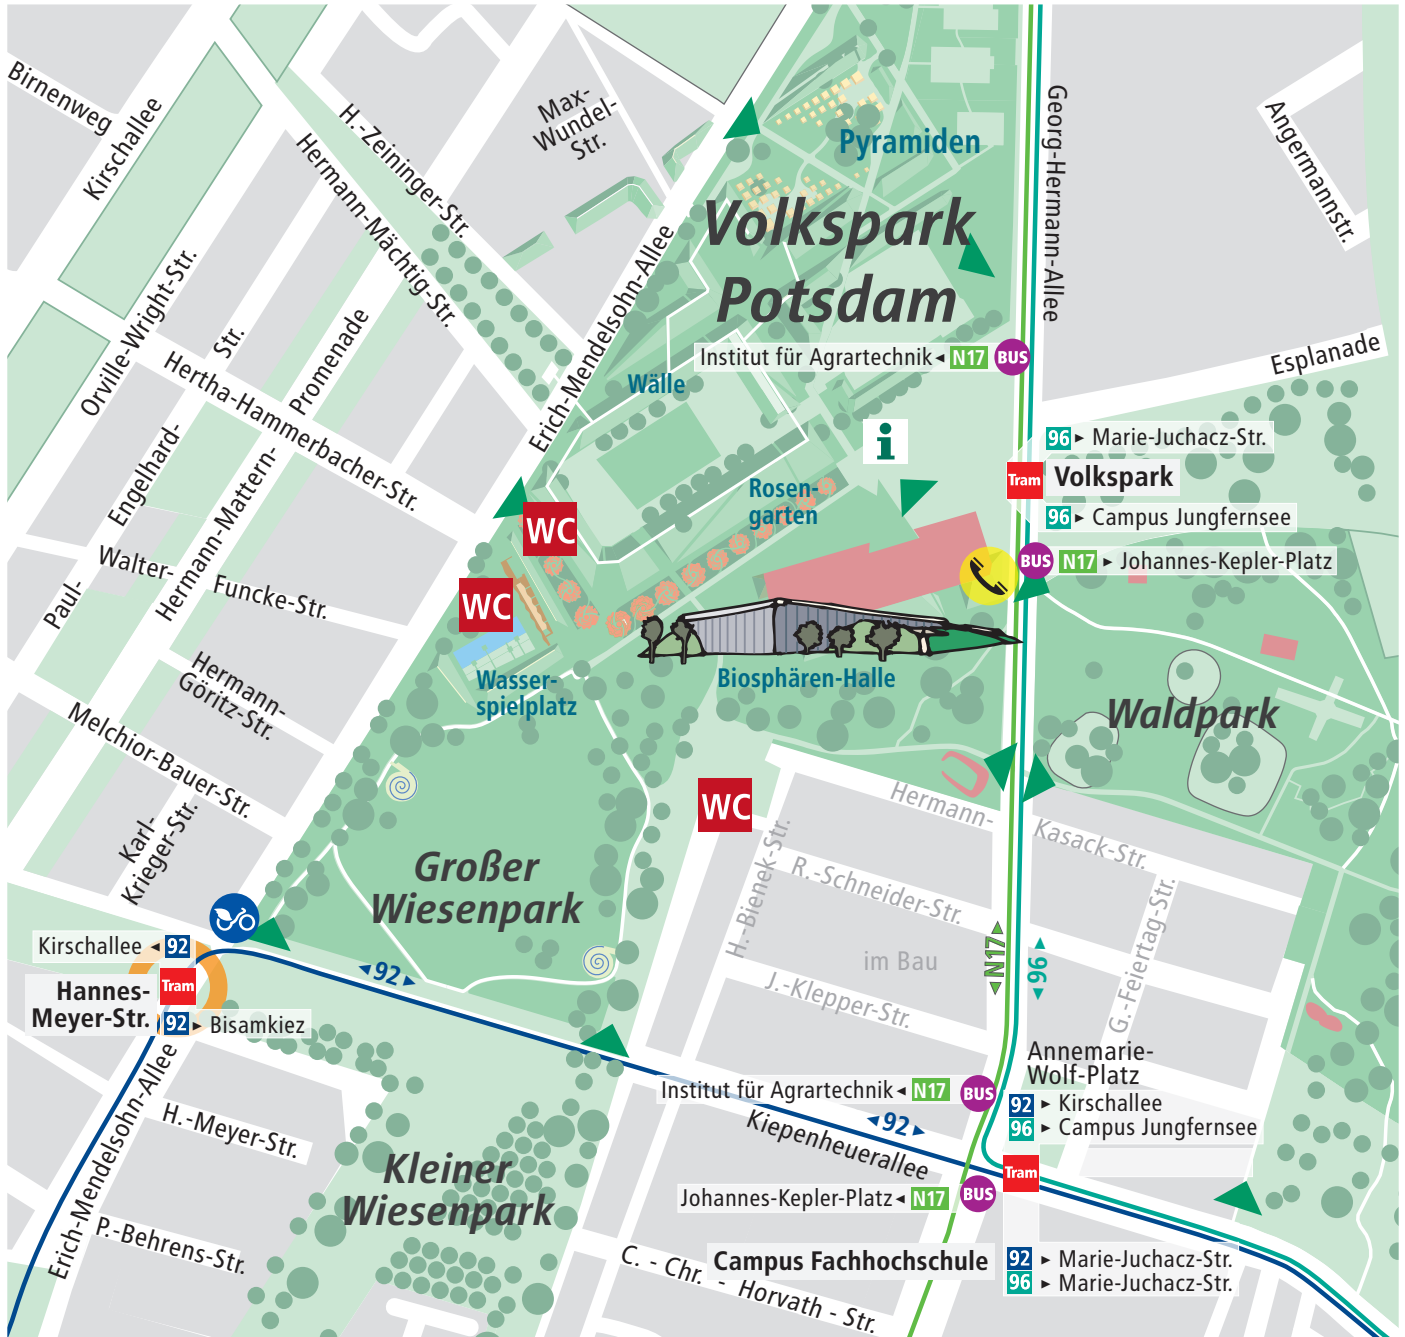 Birnenweg
Kirschallee
H.-Zeininger-Str.
Hermann-Mächtig-Str.
Max-
Wundel-
Str.
Erich-Mendelsohn-Allee
Pyramiden
Volkspark
Potsdam
Georg-Hermann-Allee
Angermannstr.
Esplanade
Institut für Agrartechnik N17 BUS
Orville-Wright-Str.
Hertha-Hammerbacher-Str.
Paul-
Engelhard-
Str.
Hermann-Mattern-
Promenade
Wälle
i
96 Marie-Juchacz-Str.
Tram Volkspark
96 Campus Jungfernsee
BUS N17 Johannes-Kepler-Platz
Rosen-
garten
WC
WC
Walter-
Funcke-Str.
Hermann-
Göritz-Str.
Melchior-Bauer-Str.
Karl-
Krieger-Str.
Wasser-
spielplatz
Biosphären-Halle
Waldpark
WC
Hermann-
Kasack-Str.
H.-Bienek-Str.
R.-Schneider-Str.
im Bau
J.-Klepper-Str.
G.-Feiertag-Str.
N17
96
Großer
Wiesenpark
Kirschallee 92
Tram
Hannes-
Meyer-Str.
92 Bisamkiez
92
Erich-Mendelsohn-Allee
H.-Meyer-Str.
P.-Behrens-Str.
Kleiner
Wiesenpark
Institut für Agrartechnik N17 BUS
Kiepenheuerallee
92
Annemarie-
Wolf-Platz
92 Kirschallee
96 Campus Jungfernsee
Tram
Johannes-Kepler-Platz N17 BUS
Campus Fachhochschule
92 Marie-Juchacz-Str.
96 Marie-Juchacz-Str.
C. - Chr. - Horvath - Str.